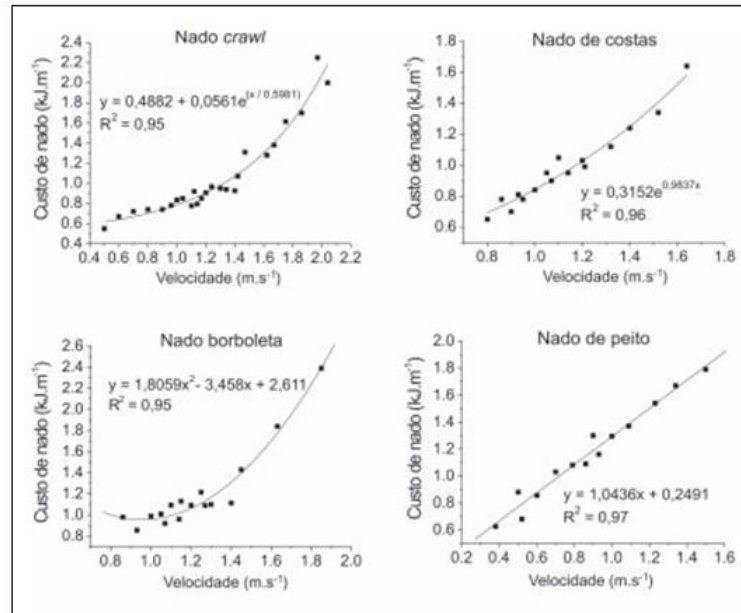 Nado crawl
Custo de nado (kJ.m⁻¹)
2.4
2.2
2.0
1.8
1.6
1.4
1.2
1.0
0.8
0.6
0.4
y = 0,4882 + 0,0561e^(x / 0,5981)
R² = 0,95
0.4 0.6 0.8 1.0 1.2 1.4 1.6 1.8 2.0 2.2
Velocidade (m.s⁻¹)
Nado de costas
Custo de nado (kJ.m⁻¹)
1.8
1.6
1.4
1.2
1.0
0.8
0.6
y = 0,3152e^0,9837x
R² = 0,96
0.8 1.0 1.2 1.4 1.6 1.8
Velocidade (m.s⁻¹)
Nado borboleta
Custo de nado (kJ.m⁻¹)
2.6
2.4
2.2
2.0
1.8
1.6
1.4
1.2
1.0
0.8
y = 1,8059x² - 3,458x + 2,611
R² = 0,95
0.8 1.0 1.2 1.4 1.6 1.8 2.0
Velocidade (m.s⁻¹)
Nado de peito
Custo de nado (kJ.m⁻¹)
2.0
1.8
1.6
1.4
1.2
1.0
0.8
0.6
y = 1,0436x + 0,2491
R² = 0,97
0.2 0.4 0.6 0.8 1.0 1.2 1.4 1.6
Velocidade (m.s⁻¹)